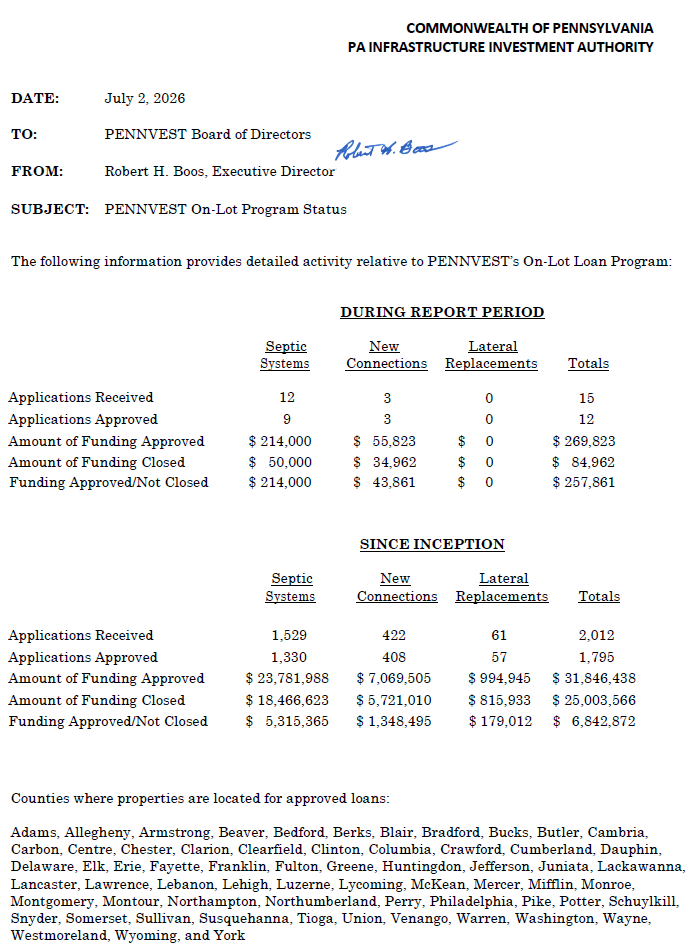 COMMONWEALTH OF PENNSYLVANIA
PA INFRASTRUCTURE INVESTMENT AUTHORITY
DATE: July 2, 2026
TO: PENNVEST Board of Directors
Robert H. Boos
FROM: Robert H. Boos, Executive Director
SUBJECT: PENNVEST On-Lot Program Status
The following information provides detailed activity relative to PENNVEST's On-Lot Loan Program:
DURING REPORT PERIOD
Septic New Lateral
Systems Connections Replacements Totals
Applications Received 12 3 0 15
Applications Approved 9 3 0 12
Amount of Funding Approved $ 214,000 $ 55,823 $ 0 $ 269,823
Amount of Funding Closed $ 50,000 $ 34,962 $ 0 $ 84,962
Funding Approved/Not Closed $ 214,000 $ 43,861 $ 0 $ 257,861
SINCE INCEPTION
Septic New Lateral
Systems Connections Replacements Totals
Applications Received 1,529 422 61 2,012
Applications Approved 1,330 408 57 1,795
Amount of Funding Approved $ 23,781,988 $ 7,069,505 $ 994,945 $ 31,846,438
Amount of Funding Closed $ 18,466,623 $ 5,721,010 $ 815,933 $ 25,003,566
Funding Approved/Not Closed $ 5,315,365 $ 1,348,495 $ 179,012 $ 6,842,872
Counties where properties are located for approved loans:
Adams, Allegheny, Armstrong, Beaver, Bedford, Berks, Blair, Bradford, Bucks, Butler, Cambria,
Carbon, Centre, Chester, Clarion, Clearfield, Clinton, Columbia, Crawford, Cumberland, Dauphin,
Delaware, Elk, Erie, Fayette, Franklin, Fulton, Greene, Huntingdon, Jefferson, Juniata, Lackawanna,
Lancaster, Lawrence, Lebanon, Lehigh, Luzerne, Lycoming, McKean, Mercer, Mifflin, Monroe,
Montgomery, Montour, Northampton, Northumberland, Perry, Philadelphia, Pike, Potter, Schuylkill,
Snyder, Somerset, Sullivan, Susquehanna, Tioga, Union, Venango, Warren, Washington, Wayne,
Westmoreland, Wyoming, and York